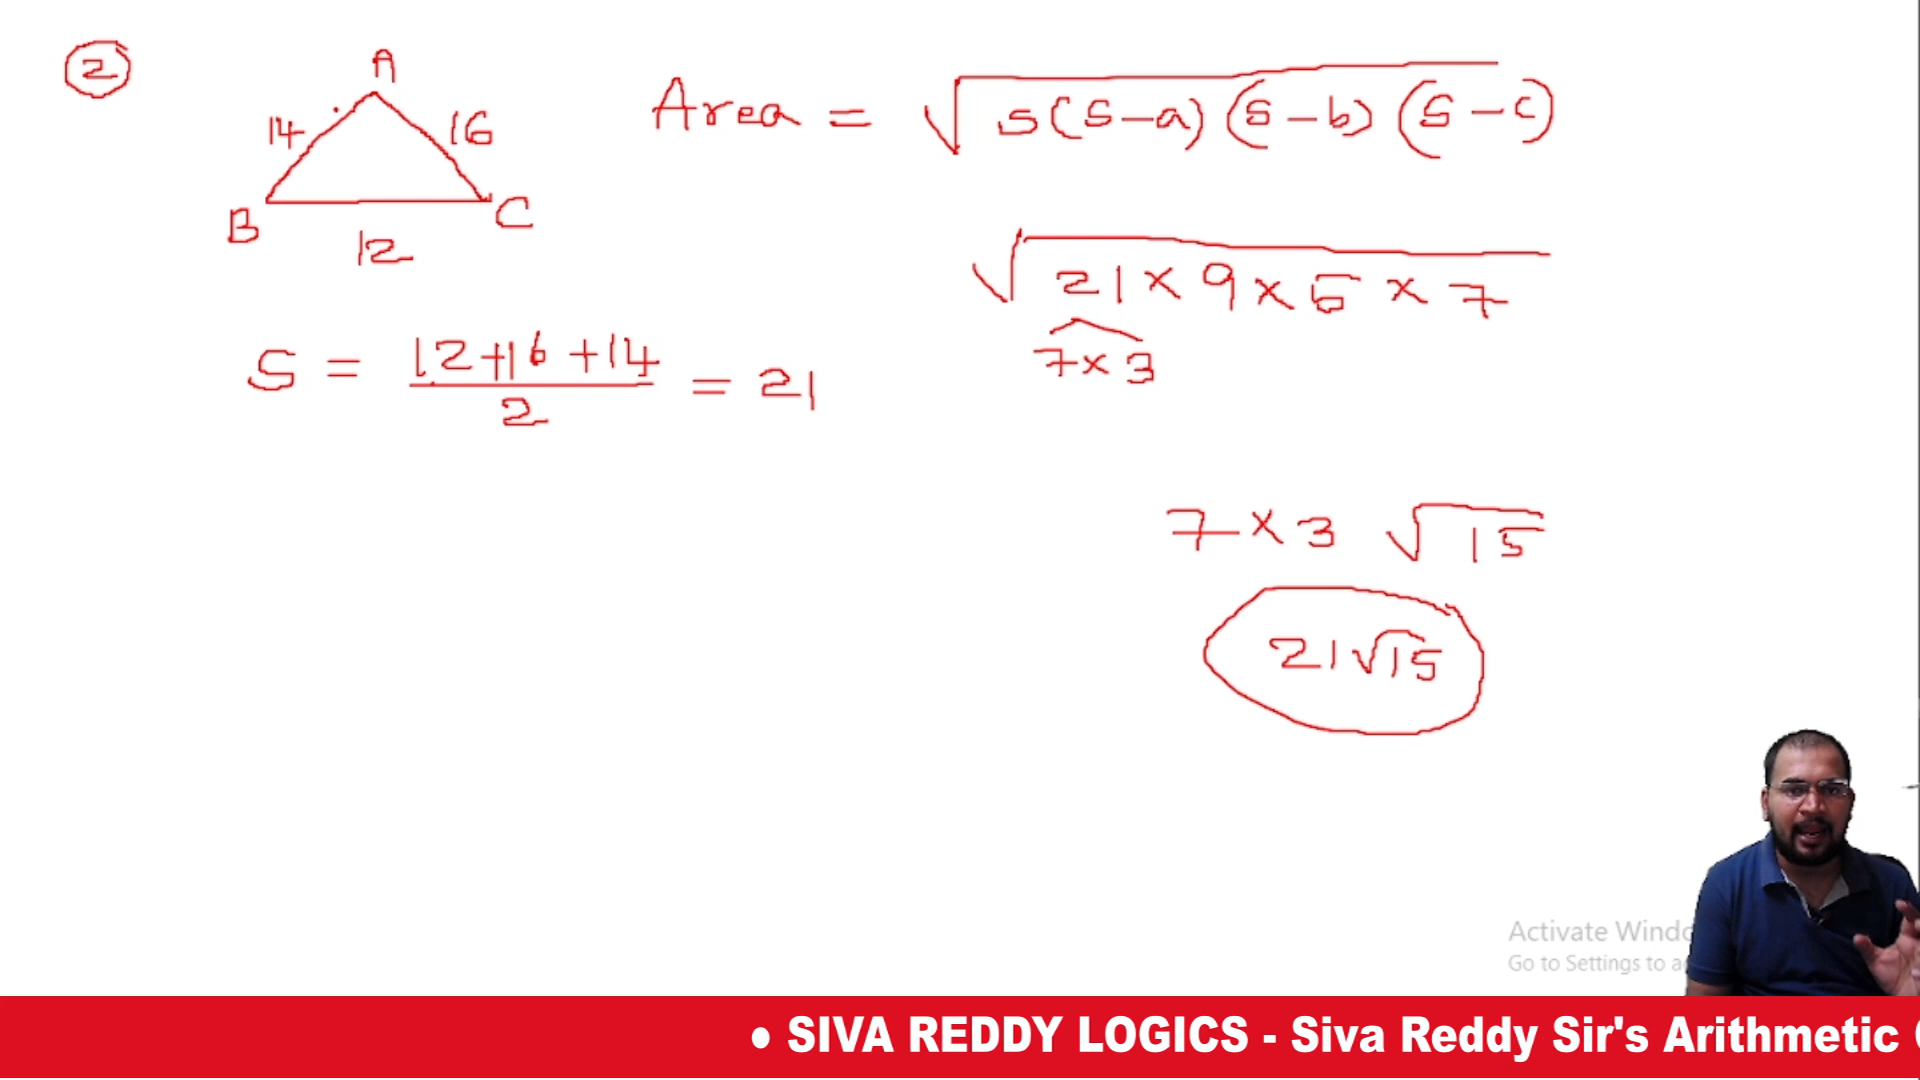 2
A
14
16
B
C
12
Area = √s(s-a)(s-b)(s-c)
√21×9×5×7
7×3
S = 12+16+14/2 = 21
7×3 √15
21√15
Activate Windo
Go to Settings to a
• SIVA REDDY LOGICS - Siva Reddy Sir's Arithmetic